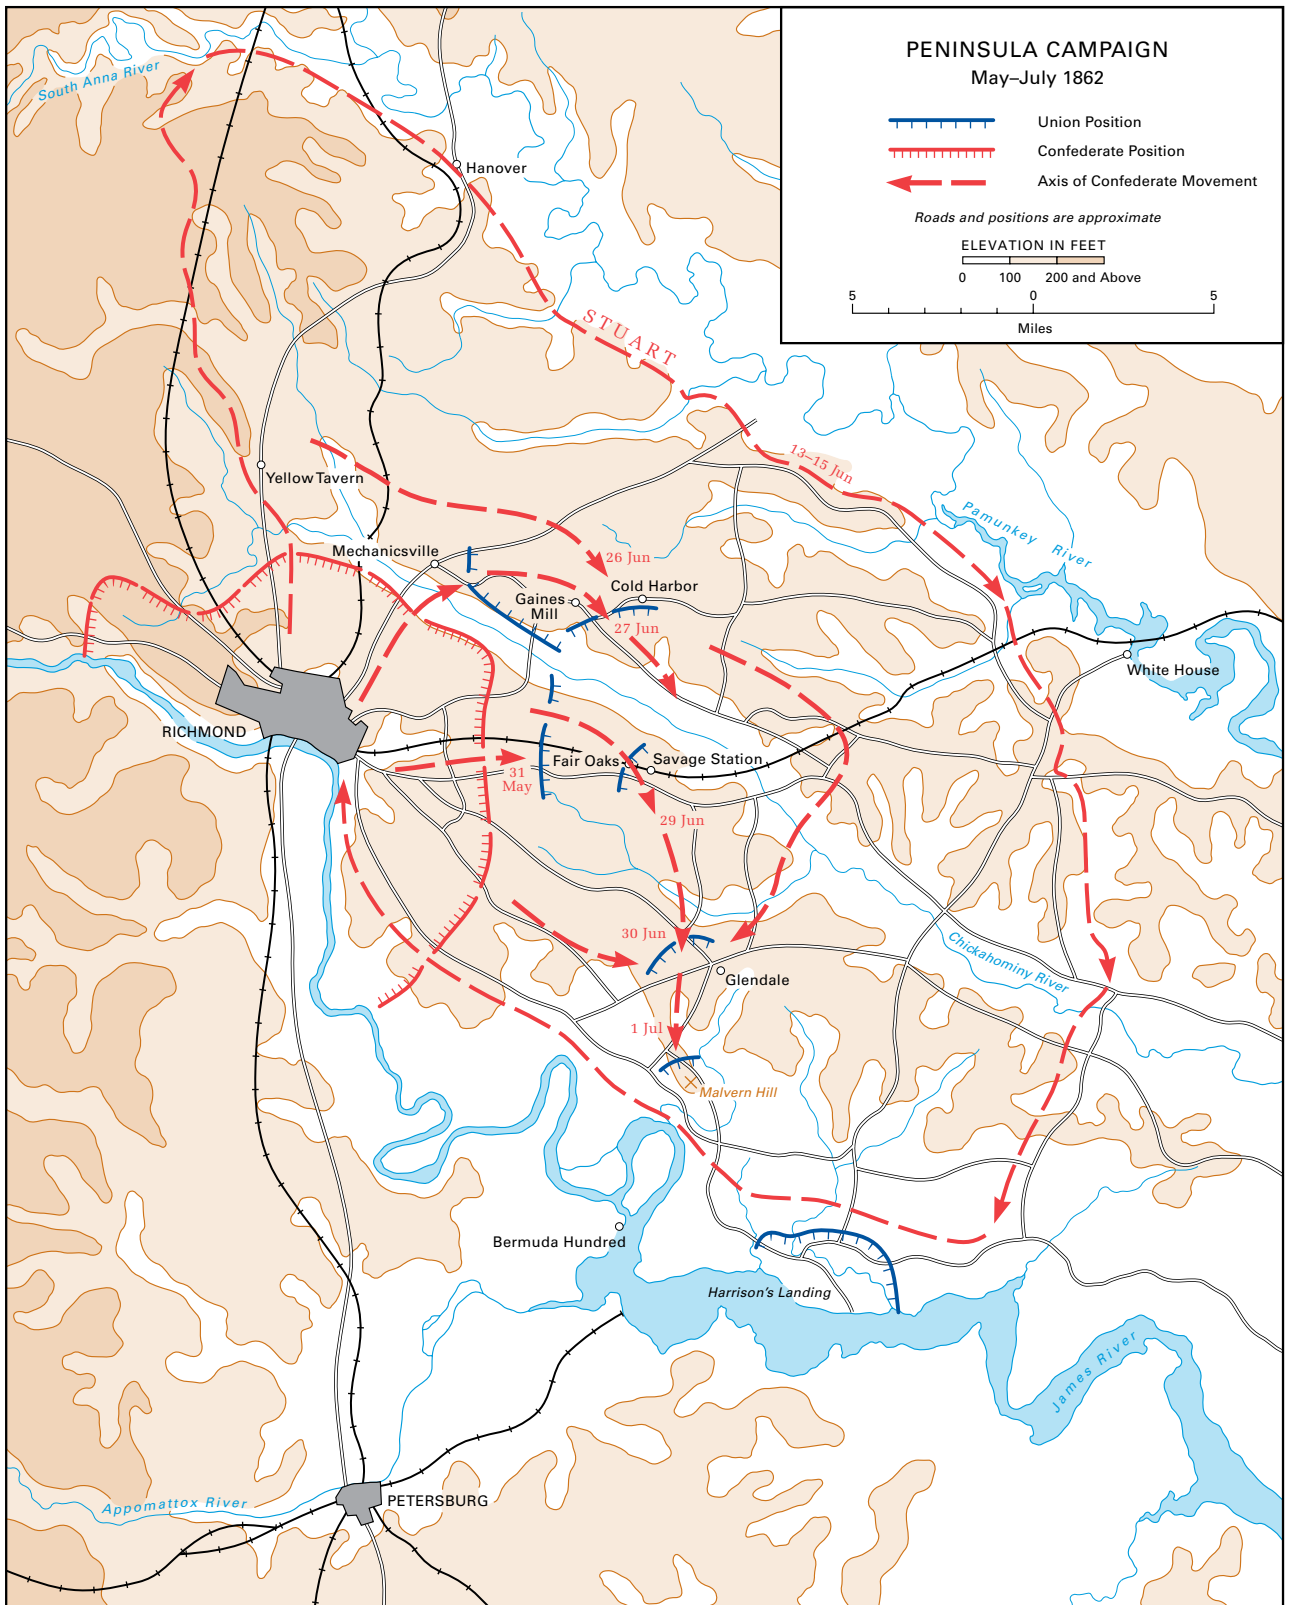 PENINSULA CAMPAIGN
May–July 1862
Union Position
Confederate Position
Axis of Confederate Movement
Roads and positions are approximate
ELEVATION IN FEET
0 100 200 and Above
5 0 5
Miles
South Anna River
Hanover
STUART
13–15 Jun
Yellow Tavern
Pamunkey River
Mechanicsville
26 Jun
Cold Harbor
Gaines
Mill
27 Jun
White House
RICHMOND
Fair Oaks
Savage Station
31
May
29 Jun
30 Jun
Glendale
Chickahominy River
1 Jul
Malvern Hill
Bermuda Hundred
Harrison's Landing
James River
Appomattox River
PETERSBURG